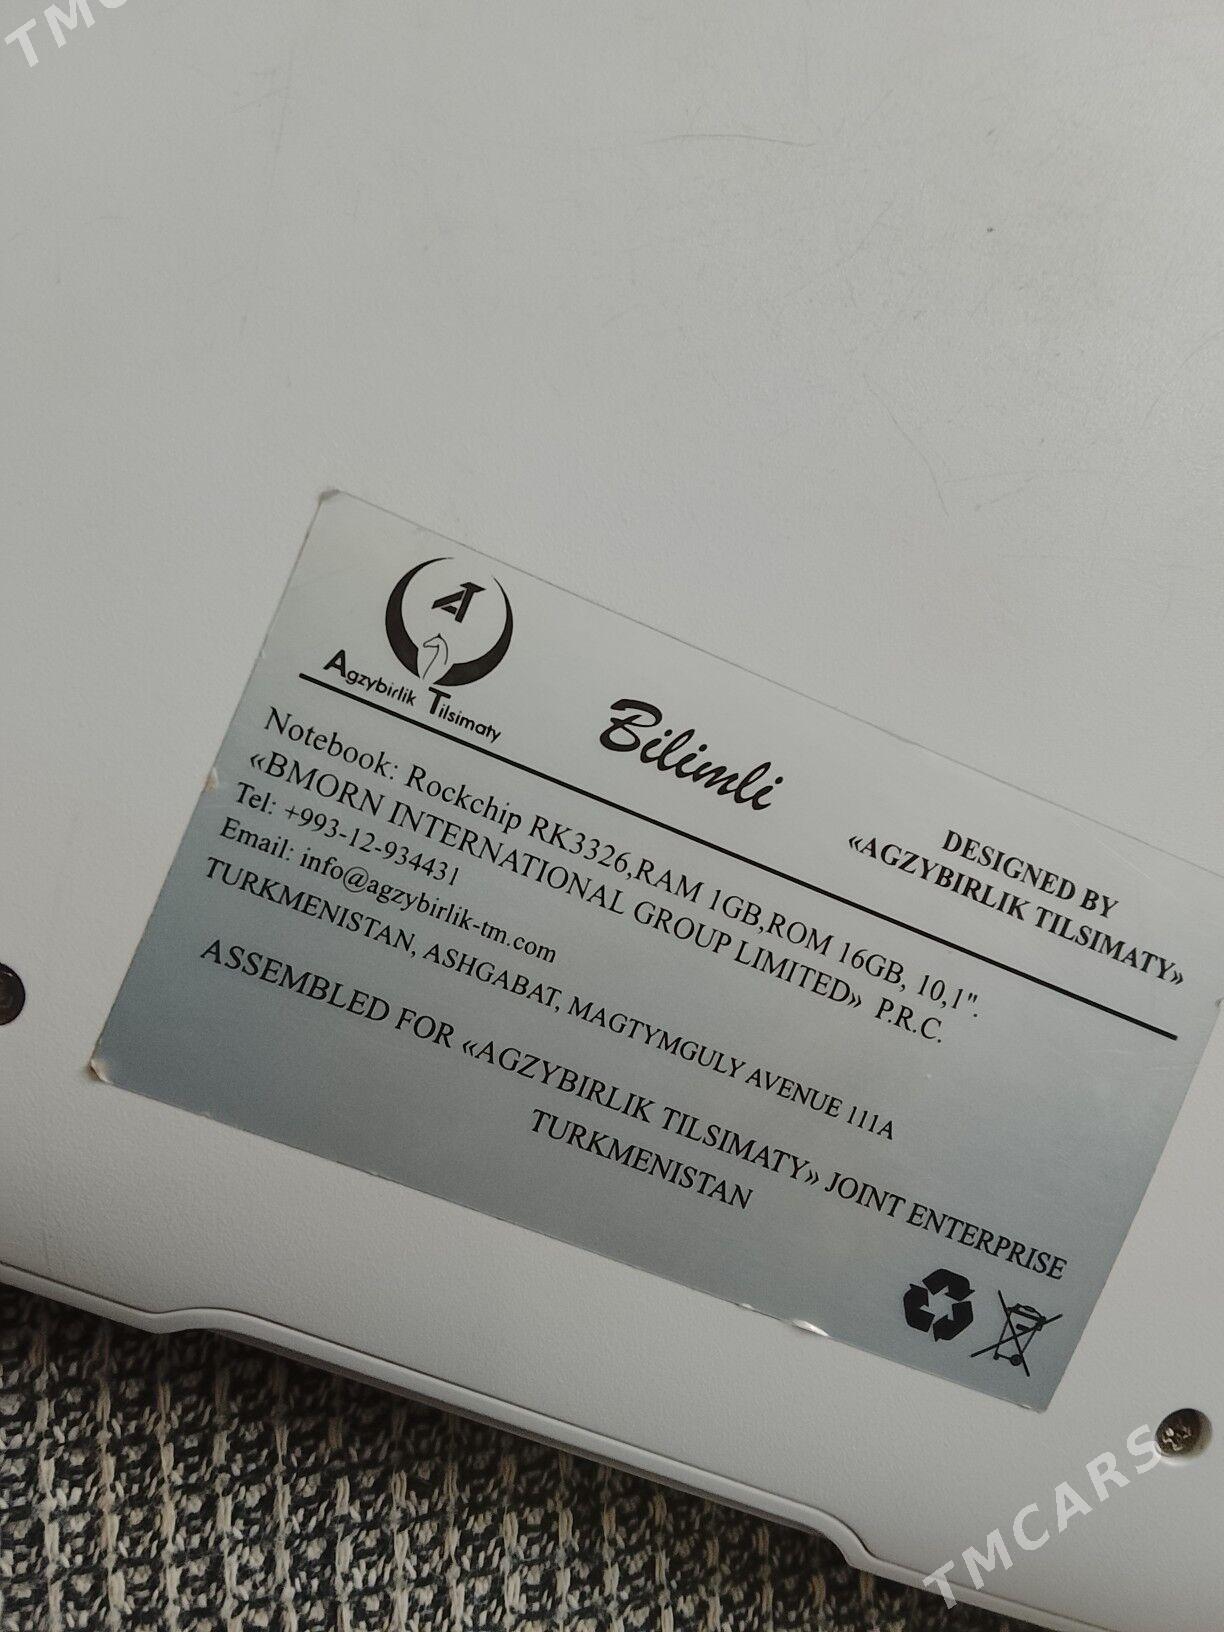 AT
Agzybirlik Tilsimaty
Bilimli
DESIGNED BY
«AGZYBIRLIK TILSIMATY»
Notebook: Rockchip RK3326,RAM 1GB,ROM 16GB, 10,1".
«BMORN INTERNATIONAL GROUP LIMITED» P.R.C.
Tel: +993-12-934431
Email: info@agzybirlik-tm.com
TURKMENISTAN, ASHGABAT, MAGTYMGULY AVENUE 111A
ASSEMBLED FOR «AGZYBIRLIK TILSIMATY» JOINT ENTERPRISE
TURKMENISTAN
TMCARS